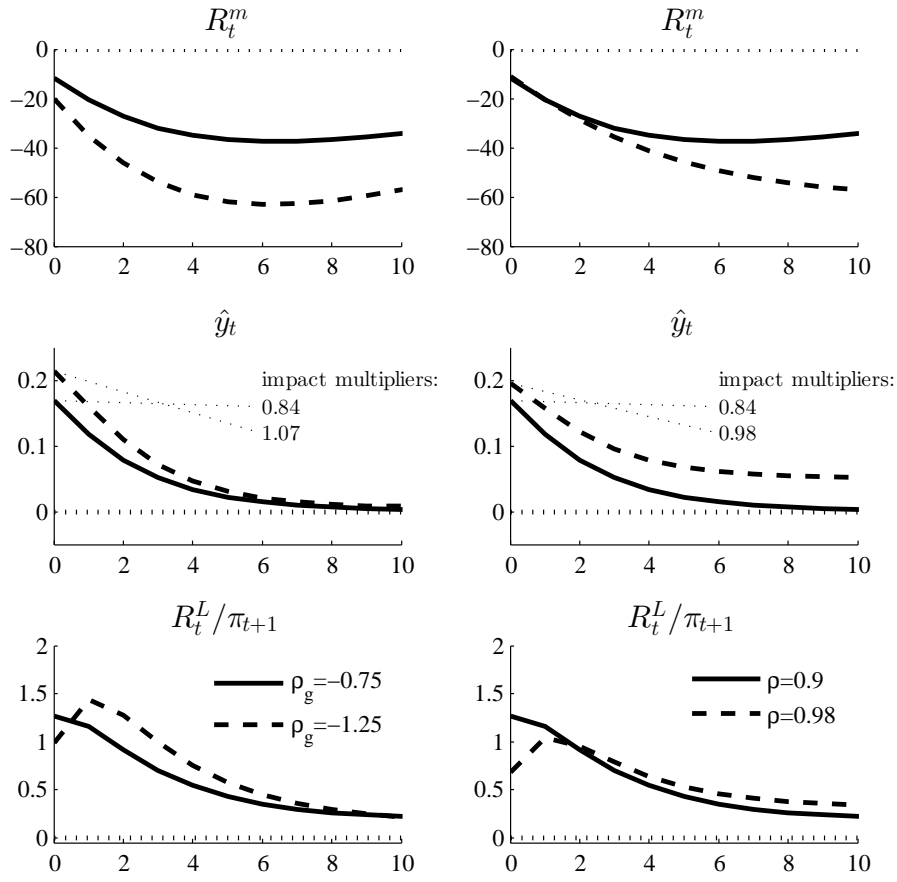 R_t^m
0
−20
−40
−60
−80
0 2 4 6 8 10
R_t^m
0
−20
−40
−60
−80
0 2 4 6 8 10
ŷ_t
0.2
0.1
0
impact multipliers:
0.84
1.07
0 2 4 6 8 10
ŷ_t
0.2
0.1
0
impact multipliers:
0.84
0.98
0 2 4 6 8 10
R_t^L/π_{t+1}
2
1.5
1
0.5
0
ρ_g=−0.75
ρ_g=−1.25
0 2 4 6 8 10
R_t^L/π_{t+1}
2
1.5
1
0.5
0
ρ=0.9
ρ=0.98
0 2 4 6 8 10